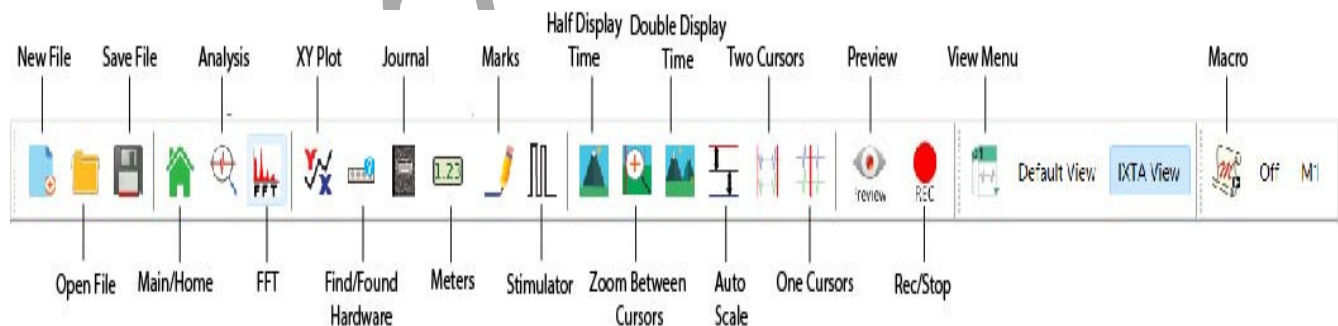 Half Display Double Display
New File Save File Analysis XY Plot Journal Marks Time Time Two Cursors Preview View Menu Macro
FFT 1.23 Preview REC Default View IXTA View Off M1
Open File Main/Home FFT Find/Found Hardware Meters Stimulator Zoom Between Cursors Auto Scale One Cursors Rec/Stop